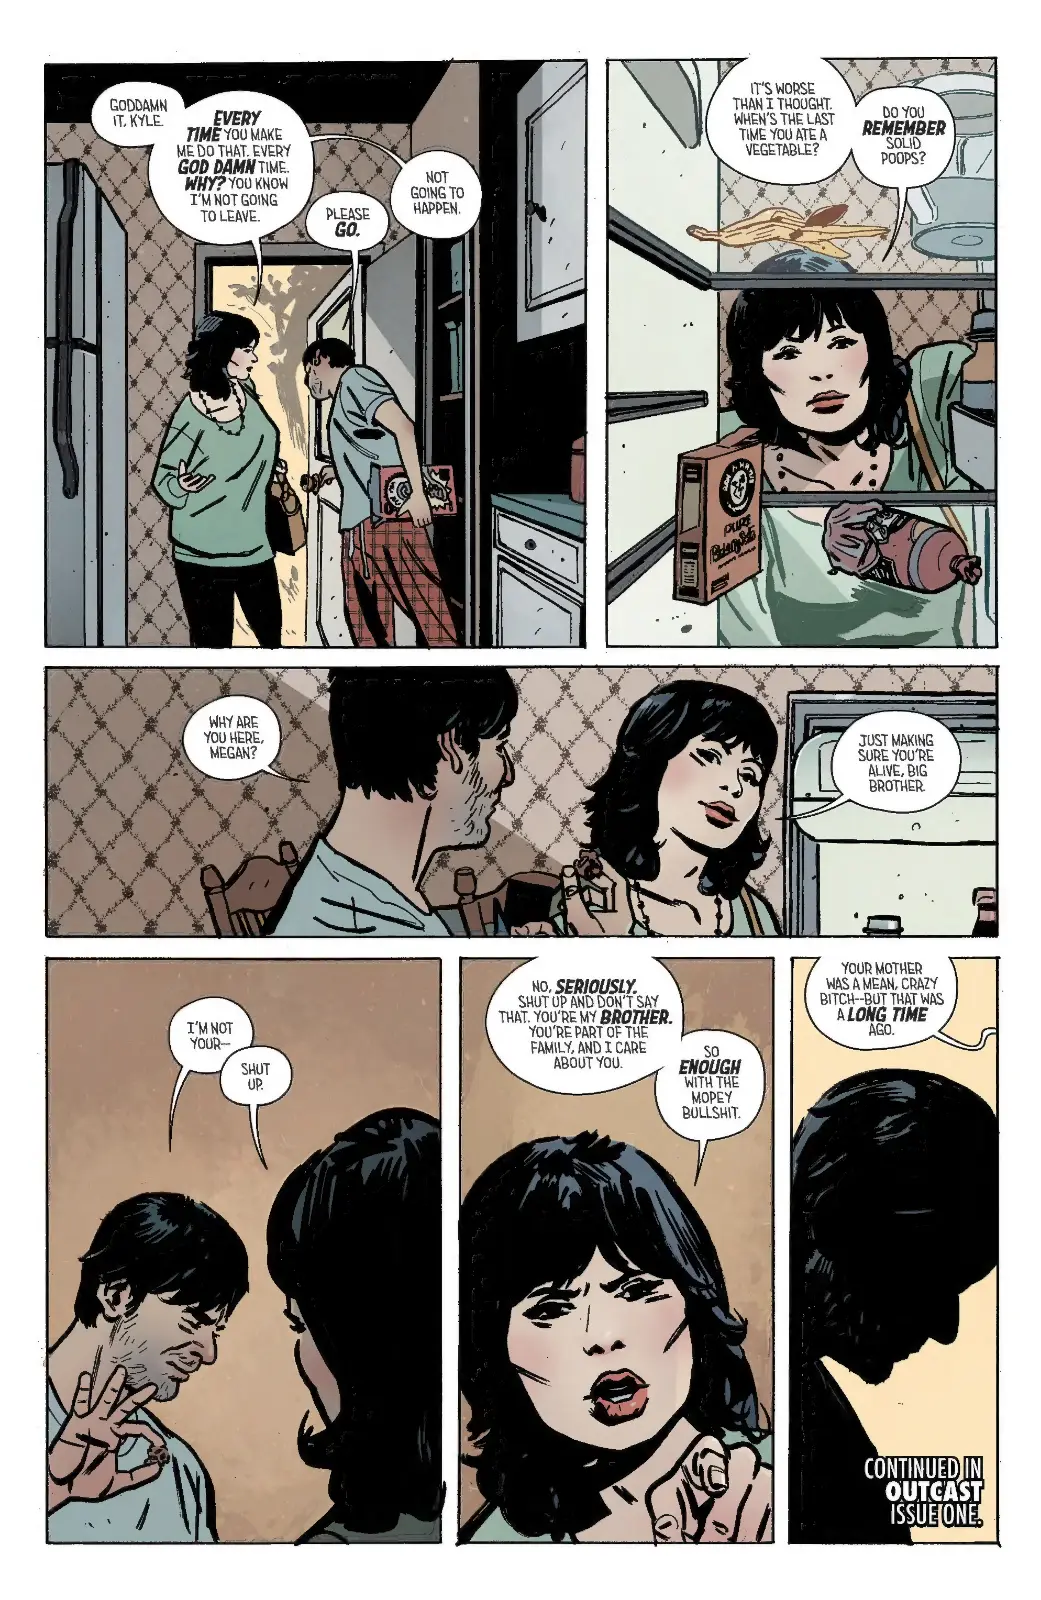 GODDAMN
IT, KYLE.
EVERY
TIME YOU MAKE
ME DO THAT. EVERY
GOD DAMN TIME.
WHY? YOU KNOW
I'M NOT GOING
TO LEAVE.
PLEASE
GO.
NOT
GOING TO
HAPPEN.
IT'S WORSE
THAN I THOUGHT.
WHEN'S THE LAST
TIME YOU ATE A
VEGETABLE?
DO YOU
REMEMBER
SOLID
POOPS?
PURE
WHY ARE
YOU HERE,
MEGAN?
JUST MAKING
SURE YOU'RE
ALIVE, BIG
BROTHER.
I'M NOT
YOUR--
SHUT
UP.
NO, SERIOUSLY.
SHUT UP AND DON'T SAY
THAT. YOU'RE MY BROTHER.
YOU'RE PART OF THE
FAMILY, AND I CARE
ABOUT YOU.
SO
ENOUGH
WITH THE
MOPEY
BULLSHIT.
YOUR MOTHER
WAS A MEAN, CRAZY
BITCH--BUT THAT WAS
A LONG TIME
AGO.
CONTINUED IN
OUTCAST
ISSUE ONE.